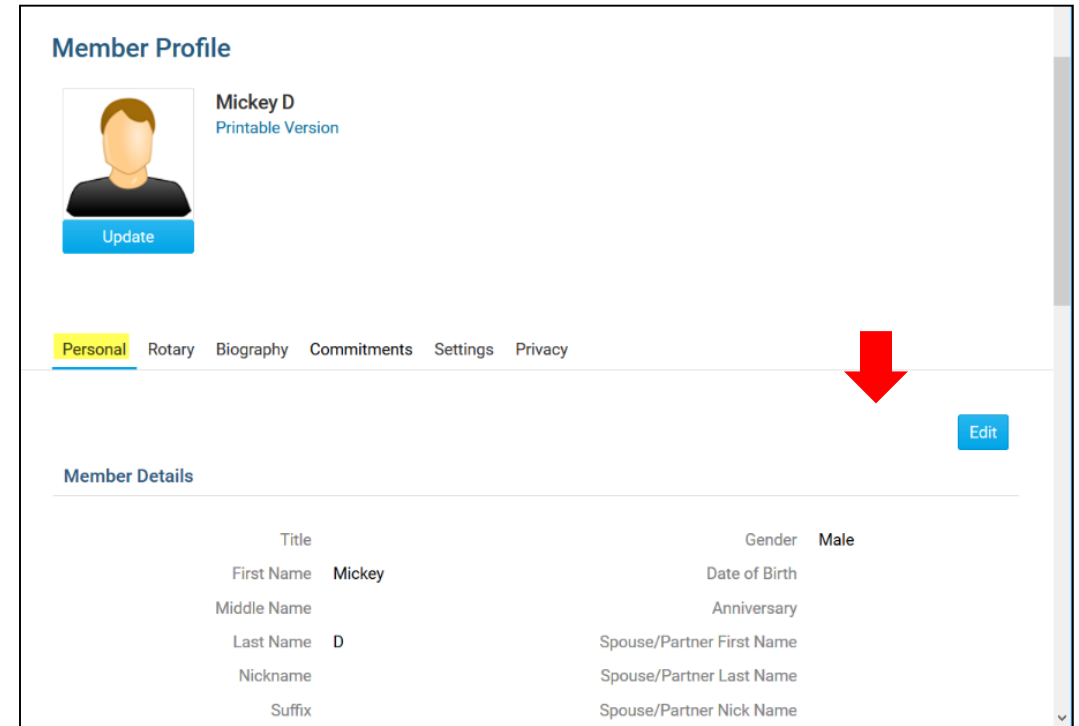 Member Profile
Mickey D
Printable Version
Update
Personal Rotary Biography Commitments Settings Privacy
Edit
Member Details
Title
Gender Male
First Name Mickey
Date of Birth
Middle Name
Anniversary
Last Name D
Spouse/Partner First Name
Nickname
Spouse/Partner Last Name
Suffix
Spouse/Partner Nick Name